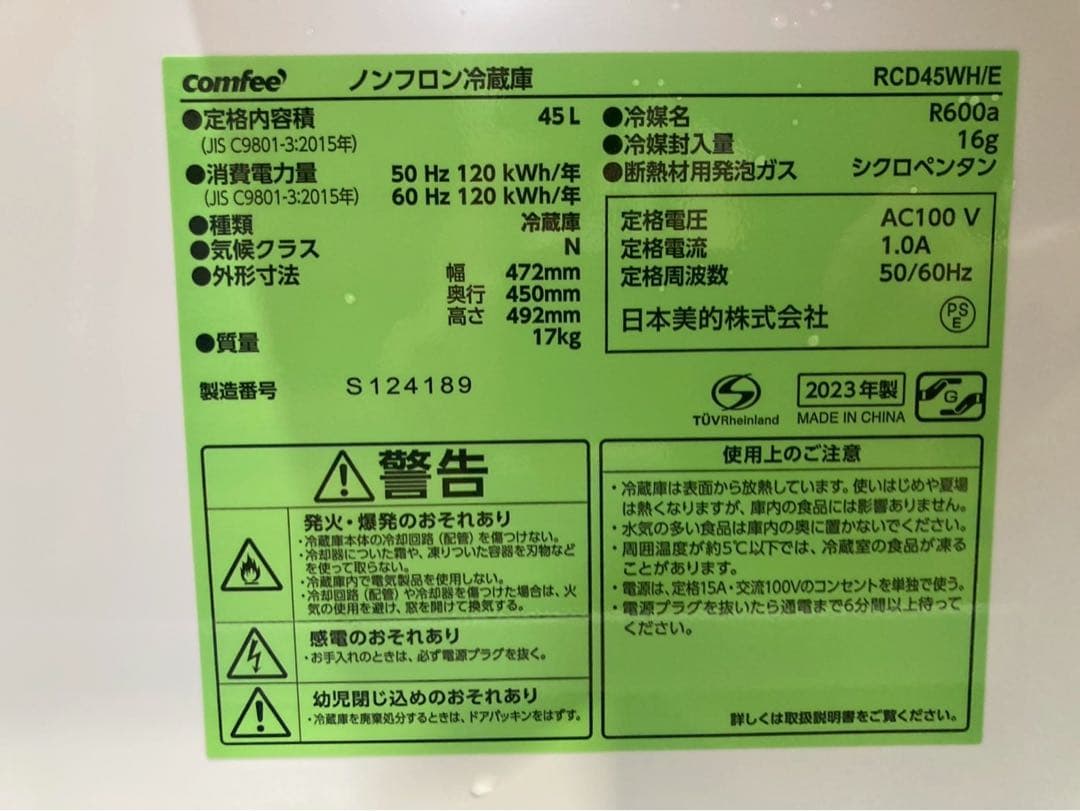 comfee' ノンフロン冷蔵庫 RCD45WH/E
●定格内容積 45 L
(JIS C9801-3:2015年)
●消費電力量 50 Hz 120 kWh/年
(JIS C9801-3:2015年) 60 Hz 120 kWh/年
●種類 冷蔵庫
●気候クラス N
●外形寸法 幅 472mm
奥行 450mm
高さ 492mm
●質量 17kg
●冷媒名 R600a
●冷媒封入量 16g
●断熱材用発泡ガス シクロペンタン
定格電圧 AC100 V
定格電流 1.0A
定格周波数 50/60Hz
日本美的株式会社 PSE
製造番号 S124189
TÜVRheinland
2023年製
MADE IN CHINA
G
警告
発火・爆発のおそれあり
・冷蔵庫本体の冷却回路(配管)を傷つけない。
・冷却器についた霜や、凍りついた容器を刃物など
を使って取らない。
・冷蔵庫内で電気製品を使用しない。
・冷却回路(配管)や冷却器を傷つけた場合は、火
気の使用を避け、窓を開けて換気する。
感電のおそれあり
・お手入れのときは、必ず電源プラグを抜く。
幼児閉じ込めのおそれあり
・冷蔵庫を廃棄処分するときは、ドアパッキンをはずす。
使用上のご注意
・冷蔵庫は表面から放熱しています。使いはじめや夏場
は熱くなりますが、庫内の食品には影響ありません。
・水気の多い食品は庫内の奥に置かないでください。
・周囲温度が約5℃以下では、冷蔵室の食品が凍る
ことがあります。
・電源は、定格15A・交流100Vのコンセントを単独で使う。
・電源プラグを抜いたら通電まで6分間以上待って
ください。
詳しくは取扱説明書をご覧ください。